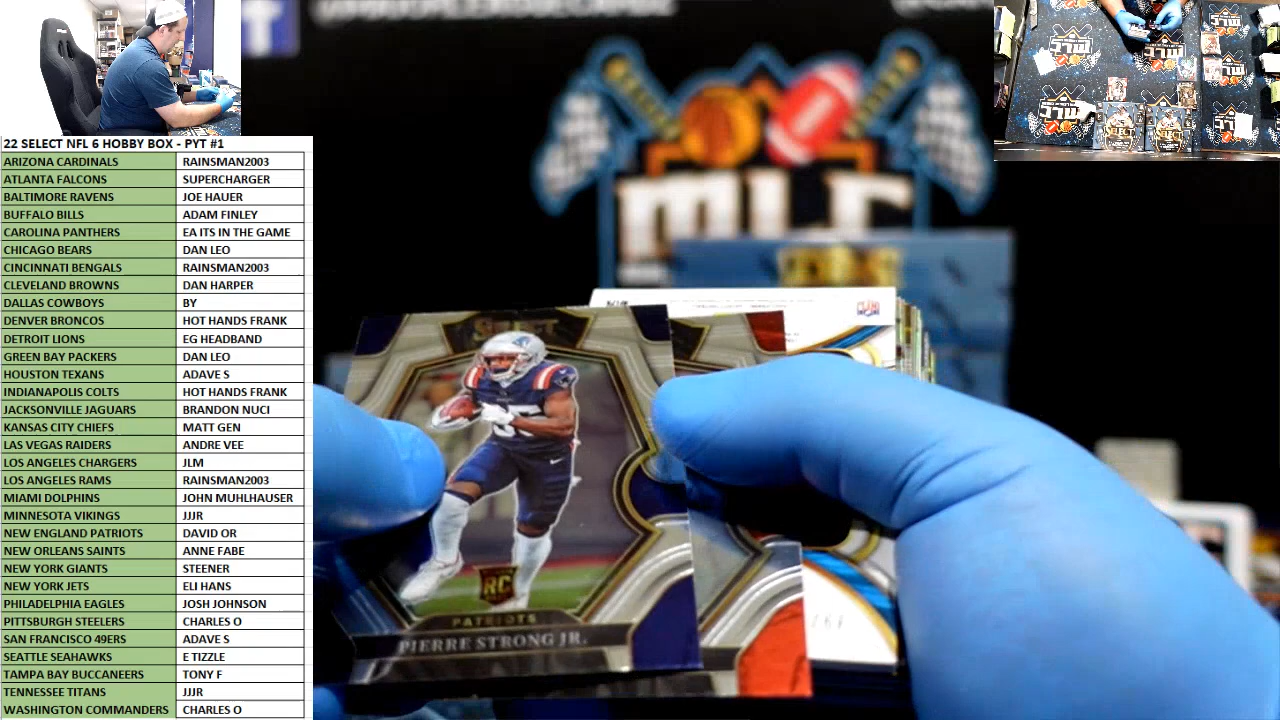 22 SELECT NFL 6 HOBBY BOX - PYT #1
ARIZONA CARDINALS RAINSMAN2003
ATLANTA FALCONS SUPERCHARGER
BALTIMORE RAVENS JOE HAUER
BUFFALO BILLS ADAM FINLEY
CAROLINA PANTHERS EA ITS IN THE GAME
CHICAGO BEARS DAN LEO
CINCINNATI BENGALS RAINSMAN2003
CLEVELAND BROWNS DAN HARPER
DALLAS COWBOYS BY
DENVER BRONCOS HOT HANDS FRANK
DETROIT LIONS EG HEADBAND
GREEN BAY PACKERS DAN LEO
HOUSTON TEXANS ADAVE S
INDIANAPOLIS COLTS HOT HANDS FRANK
JACKSONVILLE JAGUARS BRANDON NUCI
KANSAS CITY CHIEFS MATT GEN
LAS VEGAS RAIDERS ANDRE VEE
LOS ANGELES CHARGERS JLM
LOS ANGELES RAMS RAINSMAN2003
MIAMI DOLPHINS JOHN MUHLHAUSER
MINNESOTA VIKINGS JJJR
NEW ENGLAND PATRIOTS DAVID OR
NEW ORLEANS SAINTS ANNE FABE
NEW YORK GIANTS STEENER
NEW YORK JETS ELI HANS
PHILADELPHIA EAGLES JOSH JOHNSON
PITTSBURGH STEELERS CHARLES O
SAN FRANCISCO 49ERS ADAVE S
SEATTLE SEAHAWKS E TIZZLE
TAMPA BAY BUCCANEERS TONY F
TENNESSEE TITANS JJJR
WASHINGTON COMMANDERS CHARLES O
MLC
SELECT
35
RC
PATRIOTS
PIERRE STRONG JR.